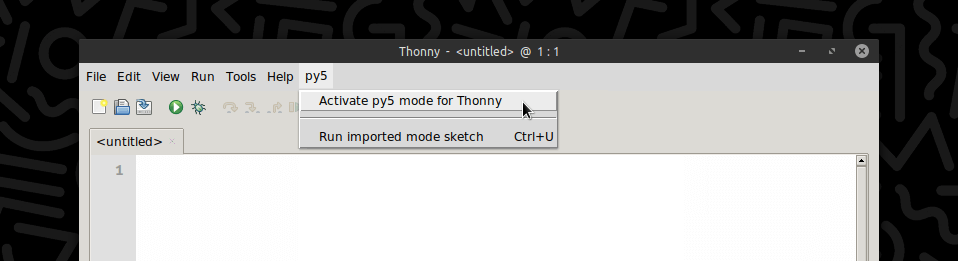 Thonny - <untitled> @ 1 : 1
File Edit View Run Tools Help py5
Activate py5 mode for Thonny
Run imported mode sketch Ctrl+U
<untitled>
1